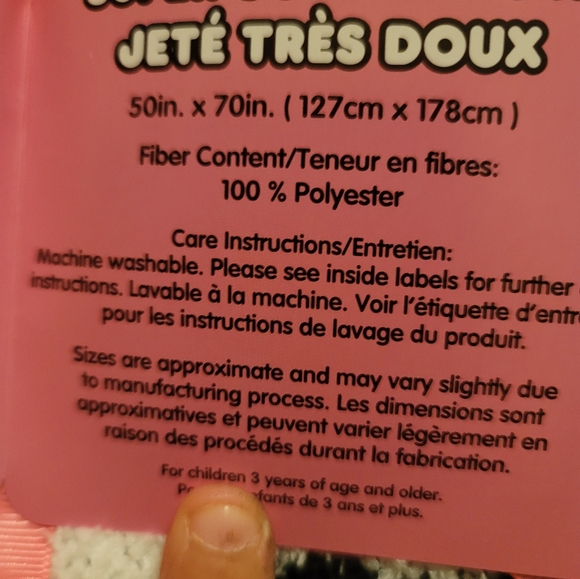 JETÉ TRÈS DOUX
50in. x 70in. ( 127cm x 178cm )
Fiber Content/Teneur en fibres:
100 % Polyester
Care Instructions/Entretien:
Machine washable. Please see inside labels for further
instructions. Lavable à la machine. Voir l'étiquette d'entre
pour les instructions de lavage du produit.
Sizes are approximate and may vary slightly due
to manufacturing process. Les dimensions sont
approximatives et peuvent varier légèrement en
raison des procédés durant la fabrication.
For children 3 years of age and older.
de 3 ans et plus.